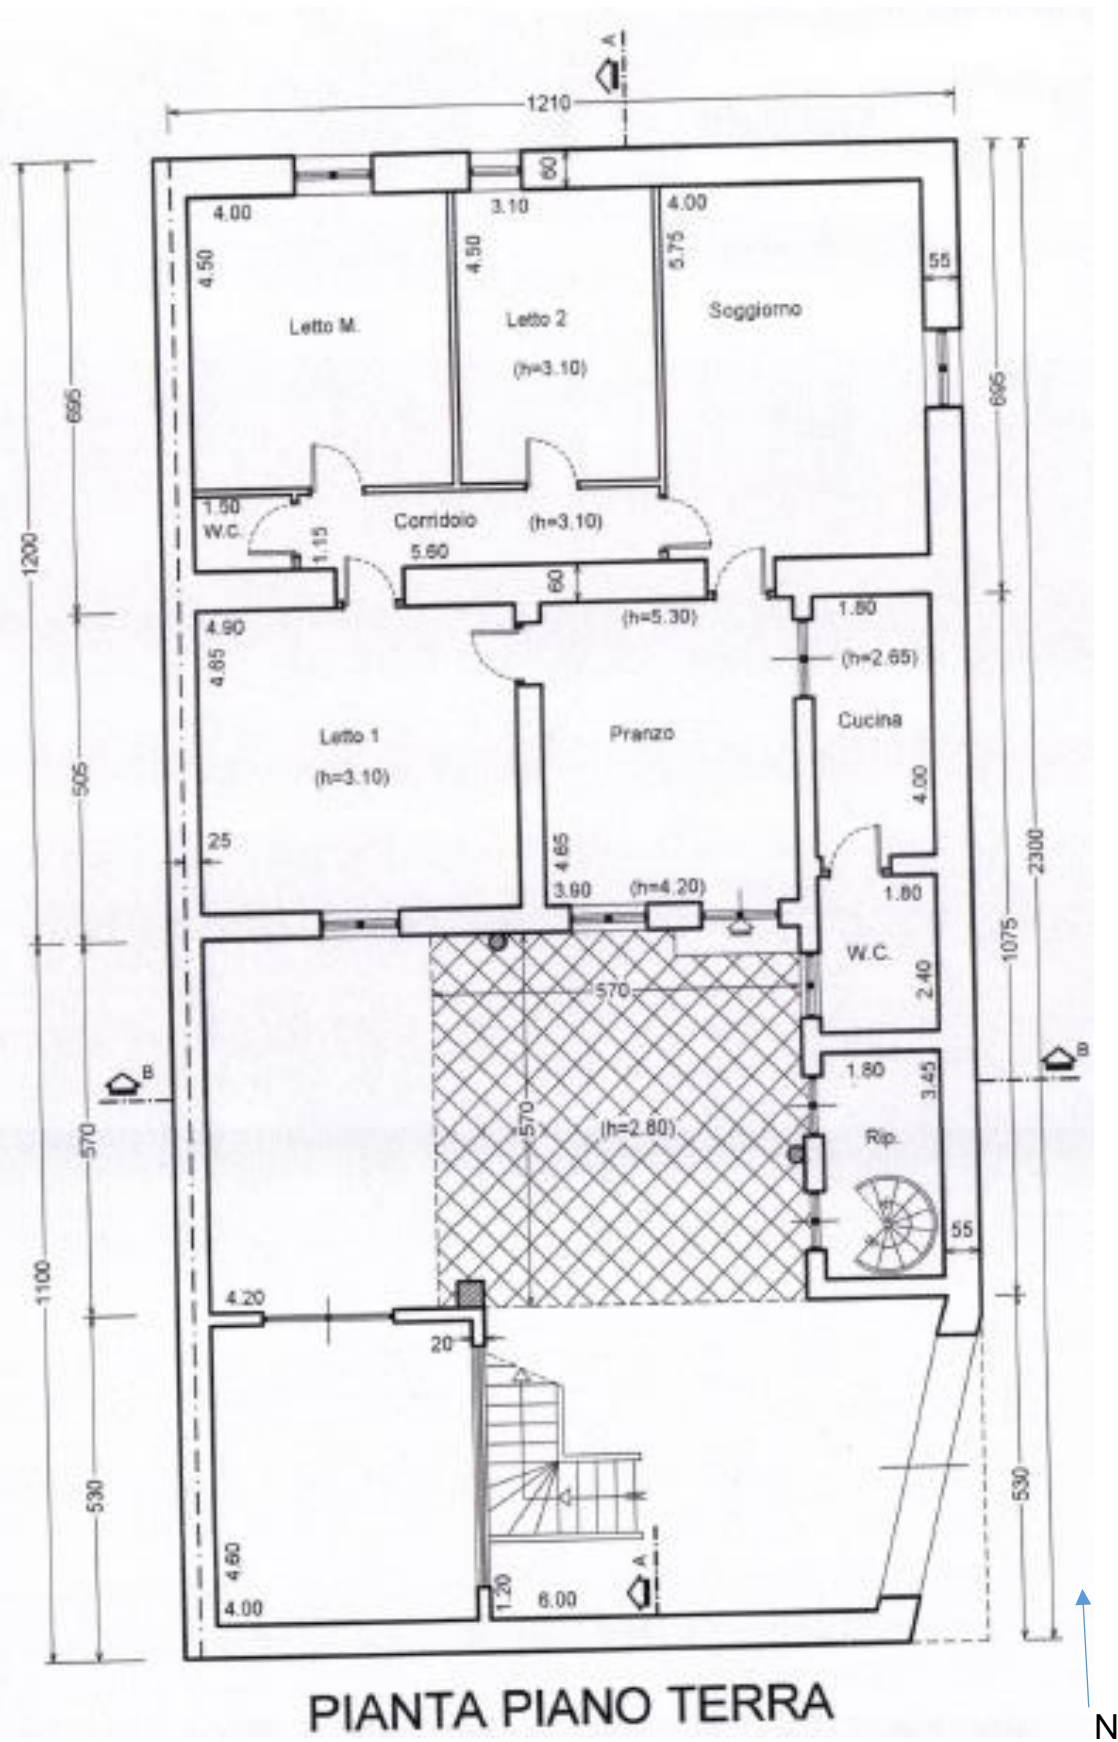 A
1210
60
4.00
3.10
4.00
4.50
4.50
5.75
55
Letto M.
Letto 2
Soggiorno
(h=3.10)
695
695
1.50
W.C.
1.15
Corridoio
(h=3.10)
5.60
1200
60
4.90
4.65
(h=5.30)
1.80
(h=2.65)
Letto 1
Pranzo
Cucina
(h=3.10)
505
4.00
25
4.65
3.90
(h=4.20)
1.80
2300
1075
W.C.
2.40
570
B
B
1.80
3.45
570
570
(h=2.80)
Rip.
55
1100
4.20
20
530
530
4.60
4.00
1.20
6.00
A
PIANTA PIANO TERRA
N